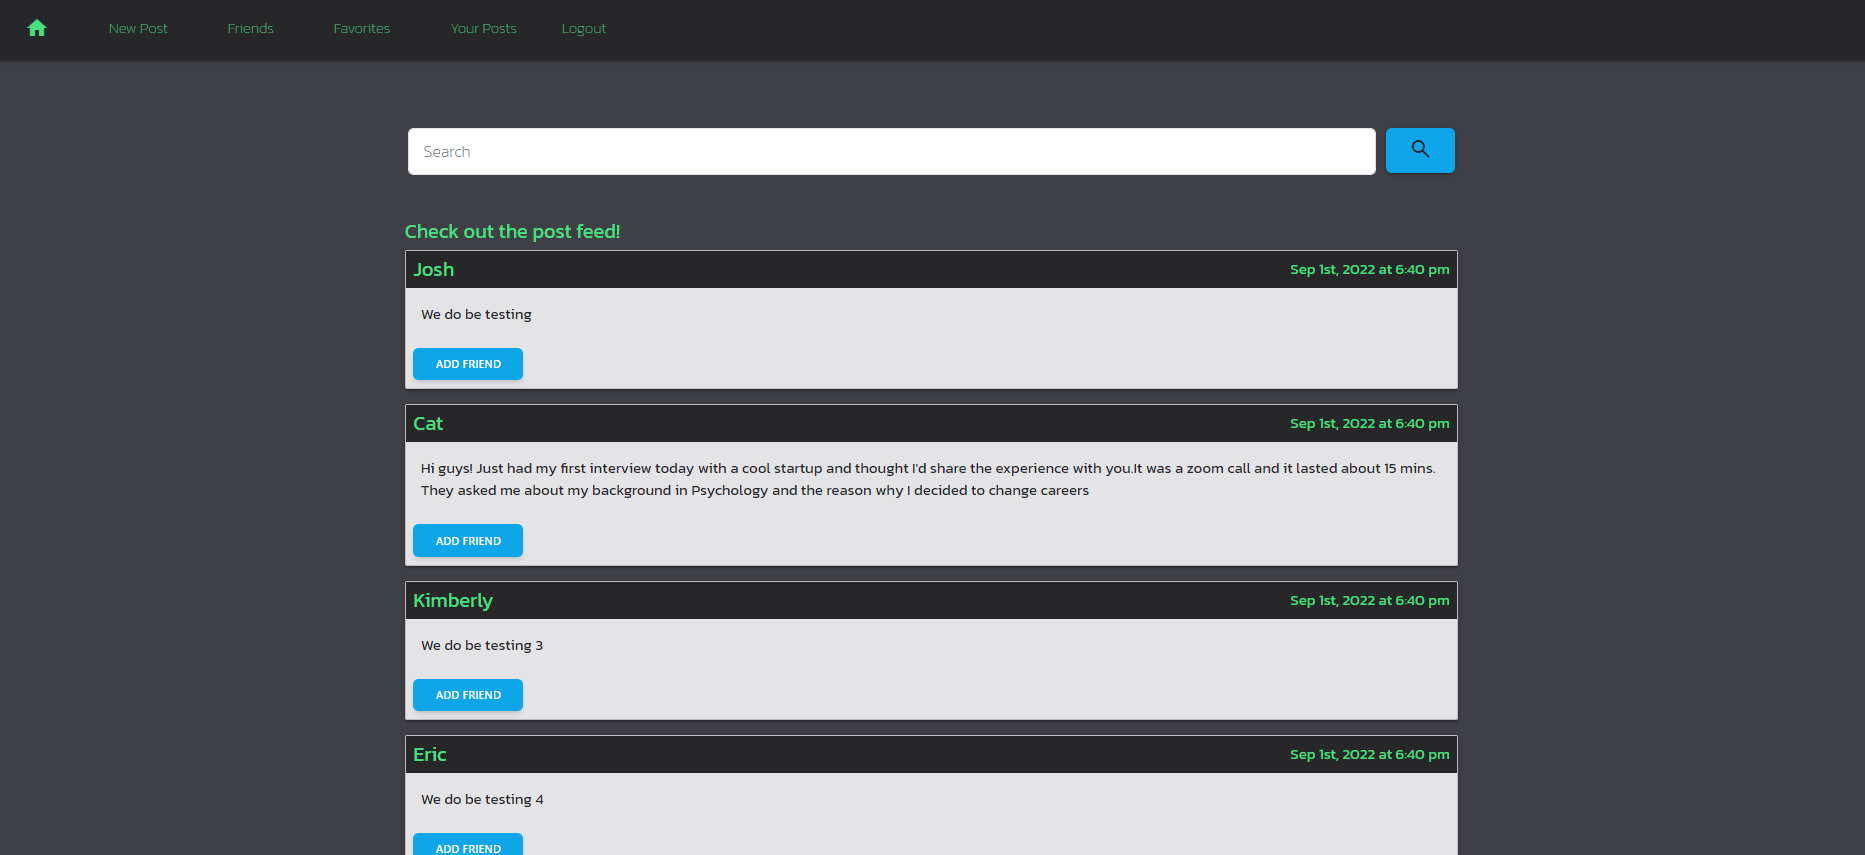 New Post Friends Favorites Your Posts Logout
Search
Check out the post feed!
Josh Sep 1st, 2022 at 6:40 pm
We do be testing
ADD FRIEND
Cat Sep 1st, 2022 at 6:40 pm
Hi guys! Just had my first interview today with a cool startup and thought I'd share the experience with you.It was a zoom call and it lasted about 15 mins.
They asked me about my background in Psychology and the reason why I decided to change careers
ADD FRIEND
Kimberly Sep 1st, 2022 at 6:40 pm
We do be testing 3
ADD FRIEND
Eric Sep 1st, 2022 at 6:40 pm
We do be testing 4
ADD FRIEND